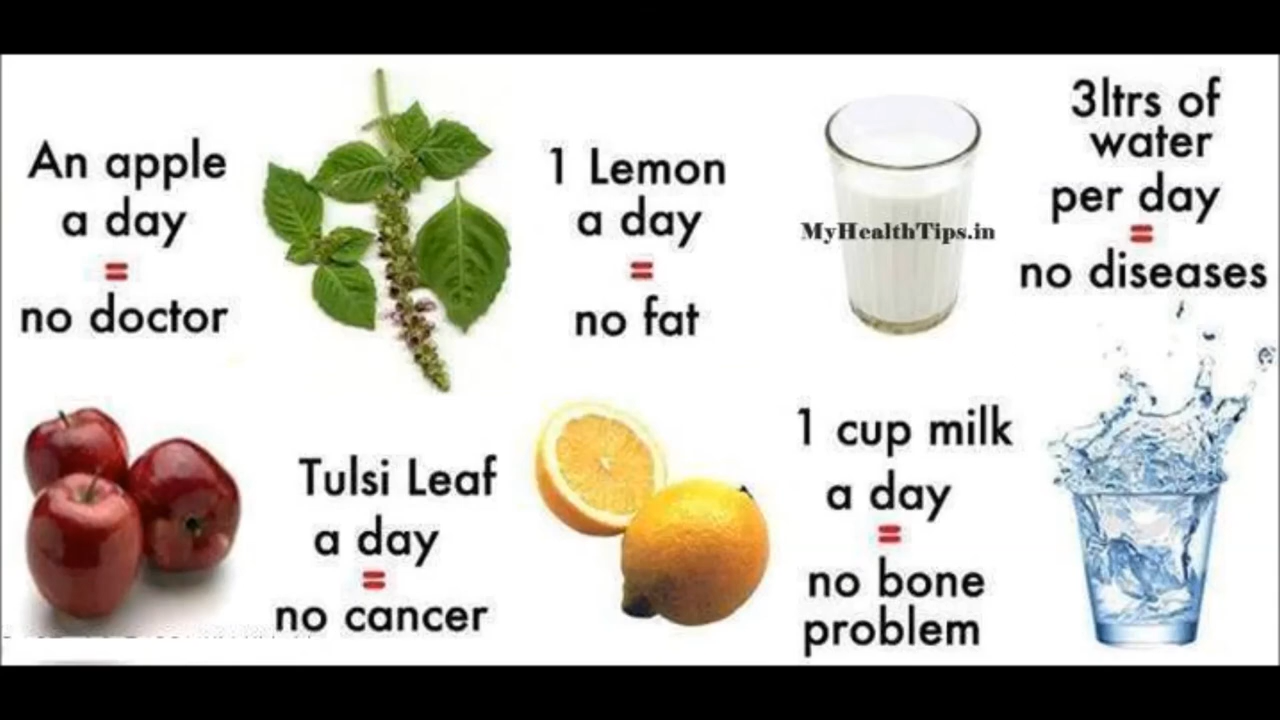 An apple
a day
=
no doctor
Tulsi Leaf
a day
=
no cancer
1 Lemon
a day
=
no fat
MyHealthTips.in
1 cup milk
a day
=
no bone
problem
3ltrs of
water
per day
=
no diseases